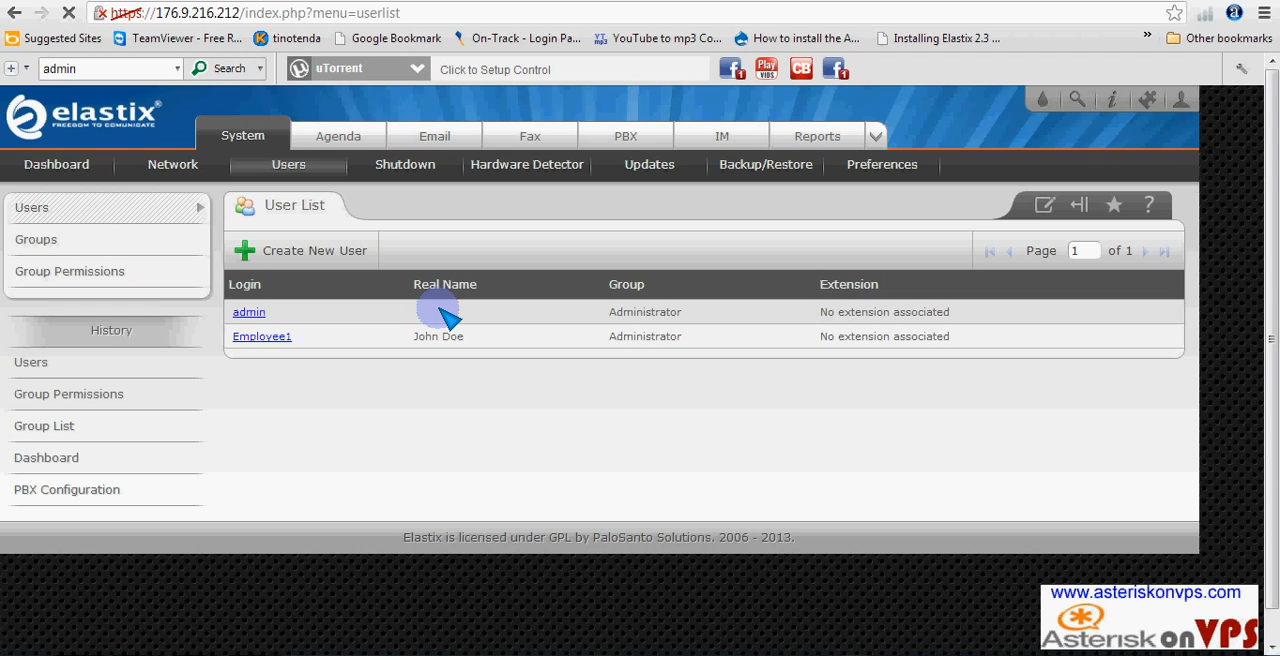 https://176.9.216.212/index.php?menu=userlist
Suggested Sites TeamViewer - Free R... tinotenda Google Bookmark On-Track - Login Pa... YouTube to mp3 Co... How to install the A... Installing Elastix 2.3 ... » Other bookmarks
admin Search uTorrent Click to Setup Control f 1 Play VIDS CB f 1
elastix®
FREEDOM TO COMUNICATE
System Agenda Email Fax PBX IM Reports
Dashboard Network Users Shutdown Hardware Detector Updates Backup/Restore Preferences
Users
Groups
Group Permissions
History
Users
Group Permissions
Group List
Dashboard
PBX Configuration
User List
Create New User Page 1 of 1
Login Real Name Group Extension
admin Administrator No extension associated
Employee1 John Doe Administrator No extension associated
Elastix is licensed under GPL by PaloSanto Solutions. 2006 - 2013.
www.asteriskonvps.com
Asterisk on VPS